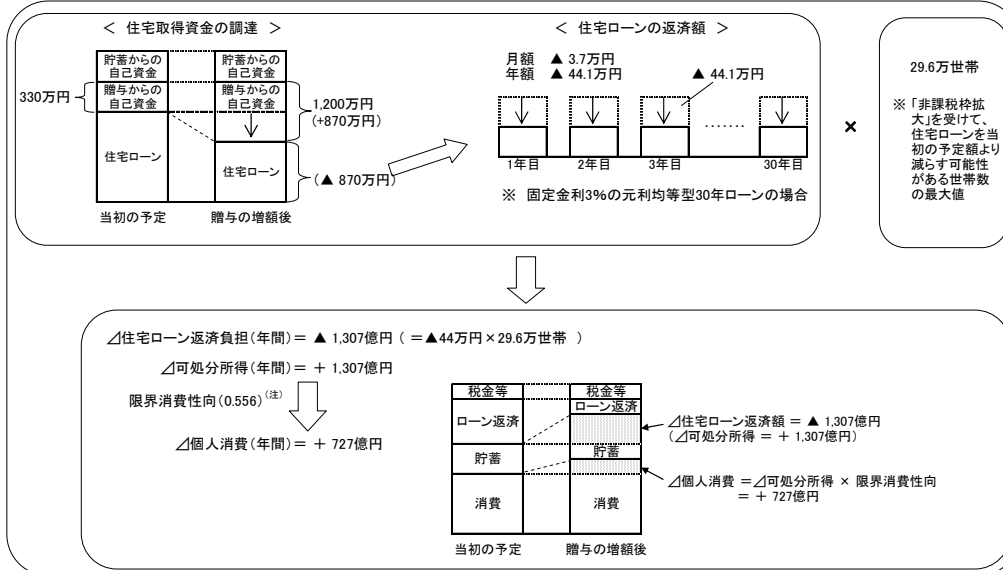 ＜ 住宅取得資金の調達 ＞
貯蓄からの
自己資金
贈与からの
自己資金
住宅ローン
当初の予定
330万円
貯蓄からの
自己資金
贈与からの
自己資金
住宅ローン
贈与の増額後
1,200万円
(+870万円)
(▲ 870万円)
＜ 住宅ローンの返済額 ＞
月額 ▲ 3.7万円
年額 ▲ 44.1万円
▲ 44.1万円
1年目
2年目
3年目
.......
30年目
※ 固定金利3%の元利均等型30年ローンの場合
×
29.6万世帯
※ 「非課税枠拡
大」を受けて、
住宅ローンを当
初の予定額より
減らす可能性
がある世帯数
の最大値
⊿住宅ローン返済負担(年間)＝ ▲ 1,307億円 ( ＝▲44万円×29.6万世帯 )
⊿可処分所得(年間)＝ ＋ 1,307億円
限界消費性向(0.556)(注)
⊿個人消費(年間)＝ ＋ 727億円
税金等
ローン返済
貯蓄
消費
当初の予定
税金等
ローン返済
貯蓄
消費
贈与の増額後
⊿住宅ローン返済額 ＝ ▲ 1,307億円
(⊿可処分所得 ＝ ＋ 1,307億円)
⊿個人消費 ＝⊿可処分所得 × 限界消費性向
＝ ＋ 727億円